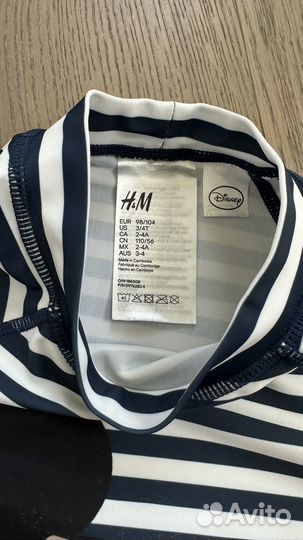 H&M
EUR 98/104
US 3/4T
CA 2-4A
CN 110/56
MX 2-4A
AUS 3-4
Made in Cambodia
Fabriqué au Cambodge
Hecho en Camboya
40
Disney
Avito